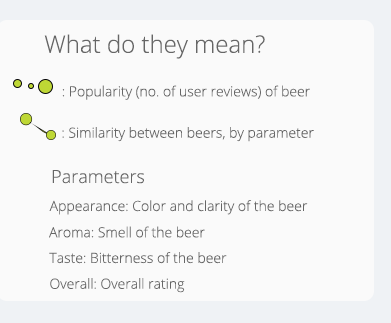 What do they mean?
: Popularity (no. of user reviews) of beer
: Similarity between beers, by parameter
Parameters
Appearance: Color and clarity of the beer
Aroma: Smell of the beer
Taste: Bitterness of the beer
Overall: Overall rating